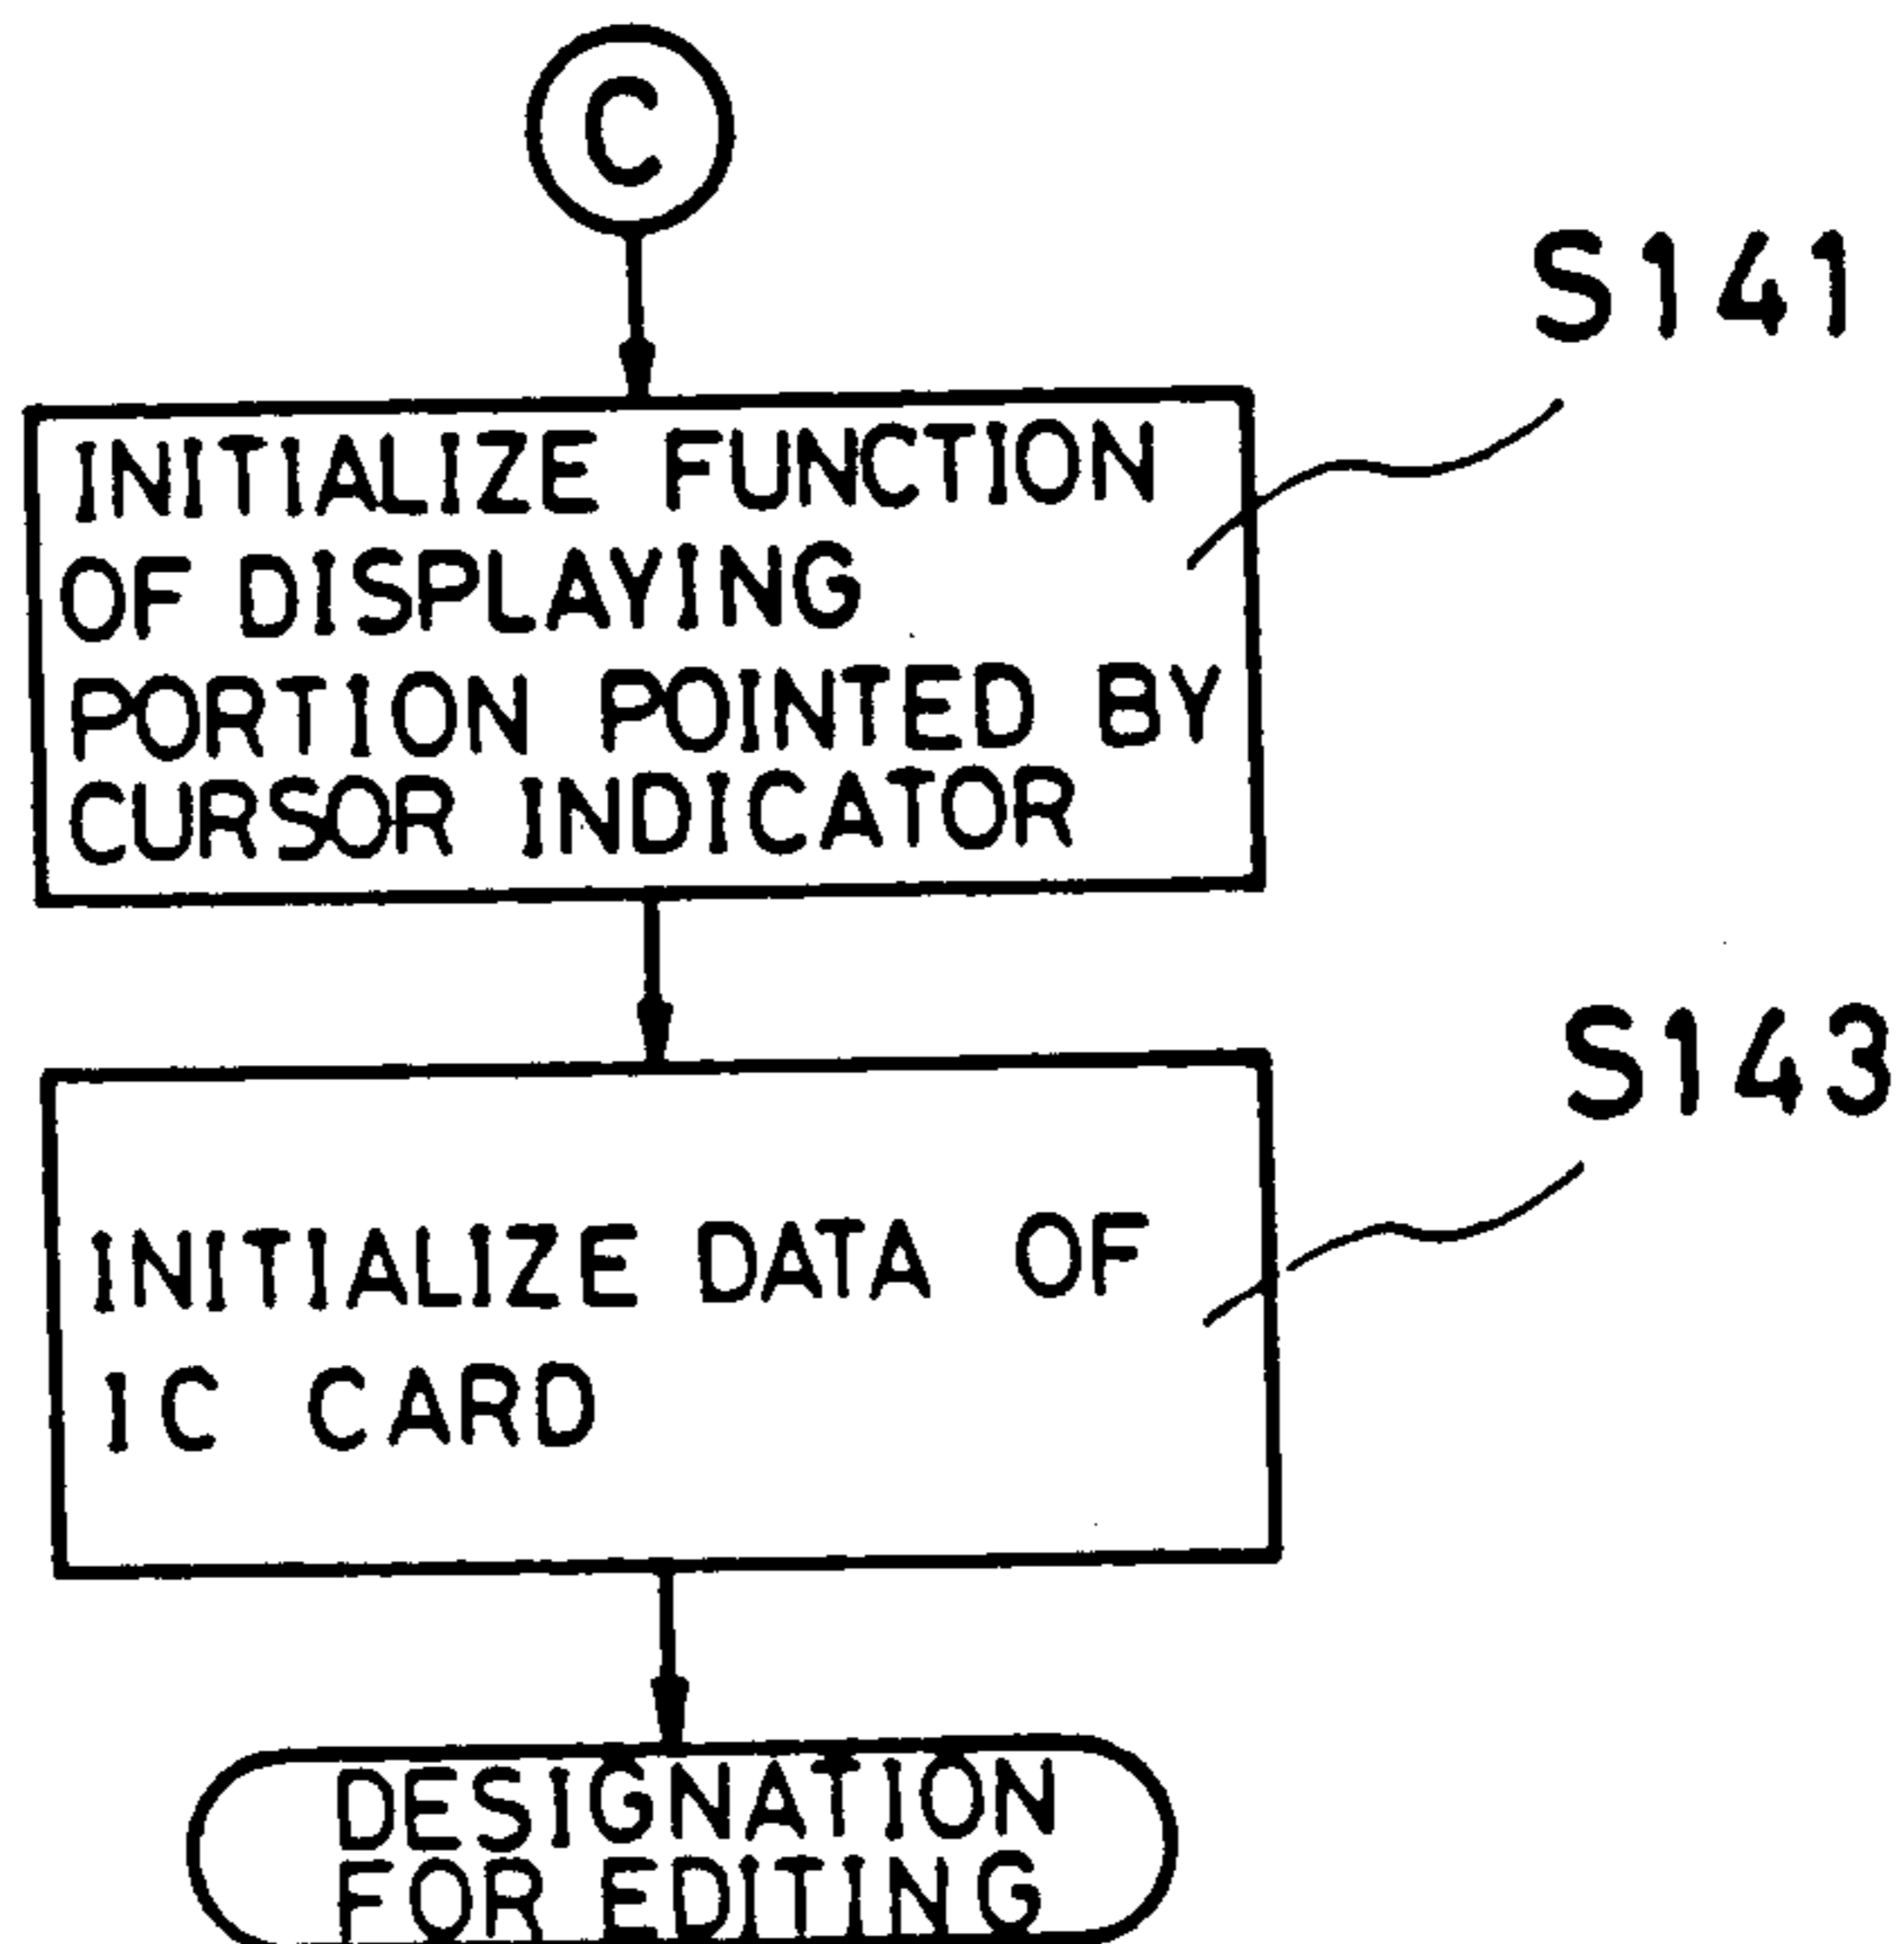 C
S141
INITIALIZE FUNCTION
OF DISPLAYING
PORTION POINTED BY
CURSOR INDICATOR
S143
INITIALIZE DATA OF
IC CARD
DESIGNATION
FOR EDITING